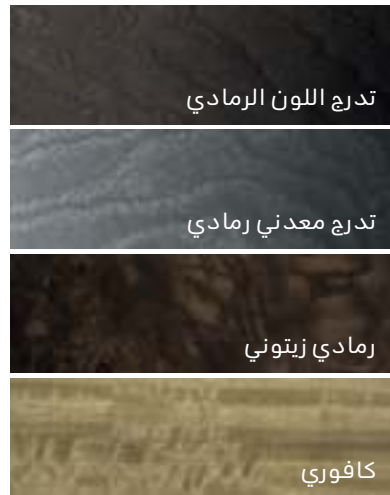 تدرج اللون الرمادي
تدرج معدني رمادي
رمادي زيتوني
كافوري